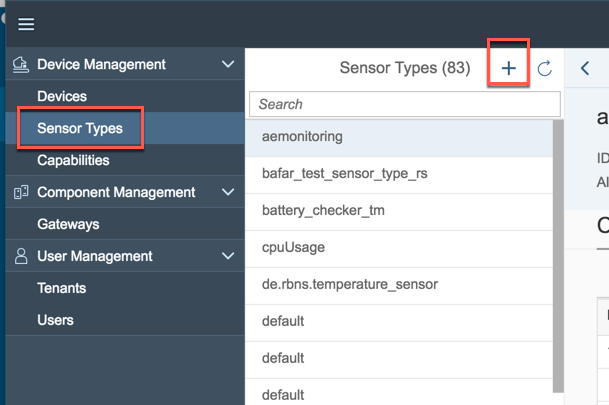 Device Management
Devices
Sensor Types
Capabilities
Component Management
Gateways
User Management
Tenants
Users
Sensor Types (83)
Search
aemonitoring
bafar_test_sensor_type_rs
battery_checker_tm
cpuUsage
de.rbns.temperature_sensor
default
default
default
a
ID
Al